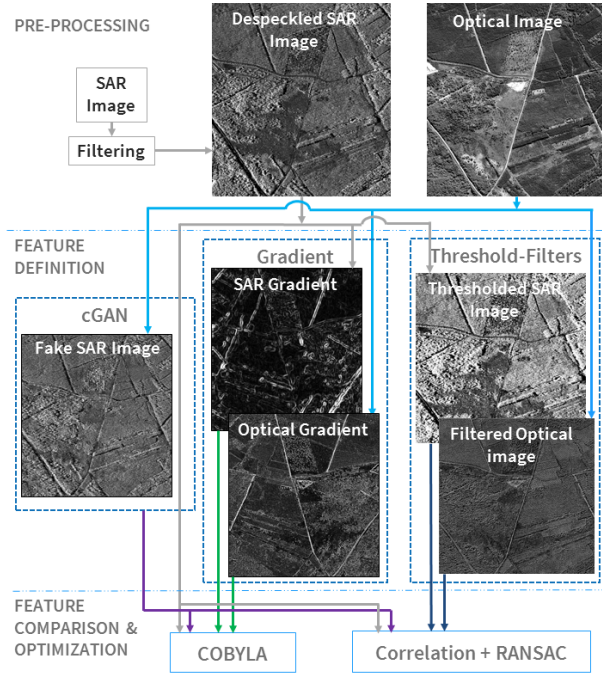 PRE-PROCESSING
Despeckled SAR
Image
Optical Image
SAR
Image
Filtering
FEATURE
DEFINITION
Gradient
Threshold-Filters
SAR Gradient
Thresholded SAR
Image
cGAN
Fake SAR Image
Optical Gradient
Filtered Optical
image
FEATURE
COMPARISON &
OPTIMIZATION
COBYLA
Correlation + RANSAC